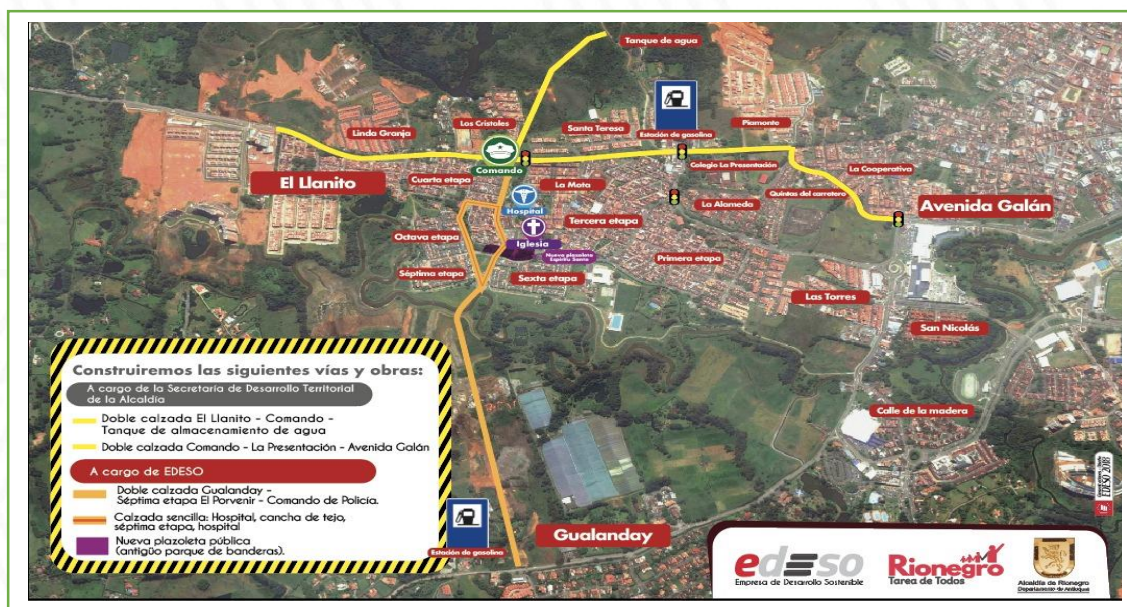 Tanque de agua
Linda Granja
Los Cristales
Santa Teresa
Estación de gasolina
Piamonte
Comando
Cuarta etapa
La Mota
Colegio La Presentación
La Cooperativa
El Llanito
Hospital
La Alameda
Quintas del carretero
Avenida Galán
Octava etapa
Tercera etapa
Iglesia
Nueva plazoleta
Espíritu Santo
Séptima etapa
Sexta etapa
Primera etapa
Las Torres
San Nicolás
Calle de la madera
Construiremos las siguientes vías y obras:
A cargo de la Secretaría de Desarrollo Territorial
de la Alcaldía
Doble calzada El Llanito - Comando -
Tanque de almacenamiento de agua
Doble calzada Comando - La Presentación - Avenida Galán
A cargo de EDESO
Doble calzada Gualanday -
Séptima etapa El Porvenir - Comando de Policía.
Calzada sencilla: Hospital, cancha de tejo,
séptima etapa, hospital
Nueva plazoleta pública
(antigüo parque de banderas).
Estación de gasolina
Gualanday
EDESO 2018
edeso
Empresa de Desarrollo Sostenible
Rionegro
Tarea de Todos
Alcaldía de Rionegro
Departamento de Antioquia